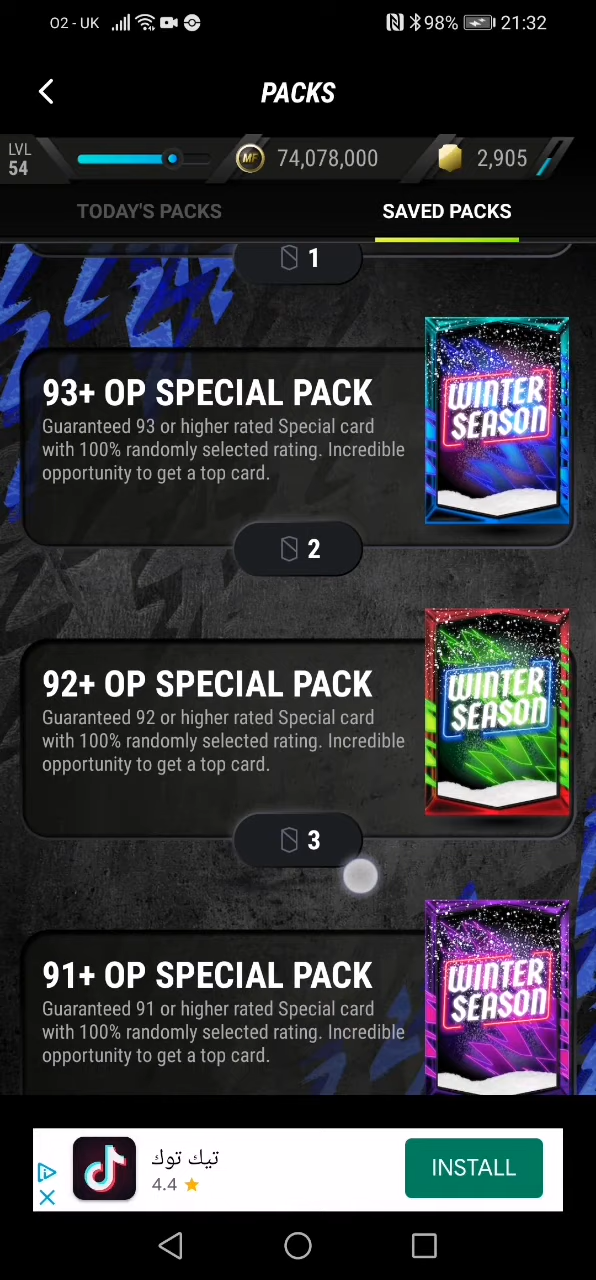 O2 - UK 98% 21:32
PACKS
LVL
54
MF 74,078,000 2,905
TODAY'S PACKS SAVED PACKS
1
93+ OP SPECIAL PACK
Guaranteed 93 or higher rated Special card
with 100% randomly selected rating. Incredible
opportunity to get a top card.
WINTER
SEASON
2
92+ OP SPECIAL PACK
Guaranteed 92 or higher rated Special card
with 100% randomly selected rating. Incredible
opportunity to get a top card.
WINTER
SEASON
3
91+ OP SPECIAL PACK
Guaranteed 91 or higher rated Special card
with 100% randomly selected rating. Incredible
opportunity to get a top card.
WINTER
SEASON
تيك توك
4.4
INSTALL